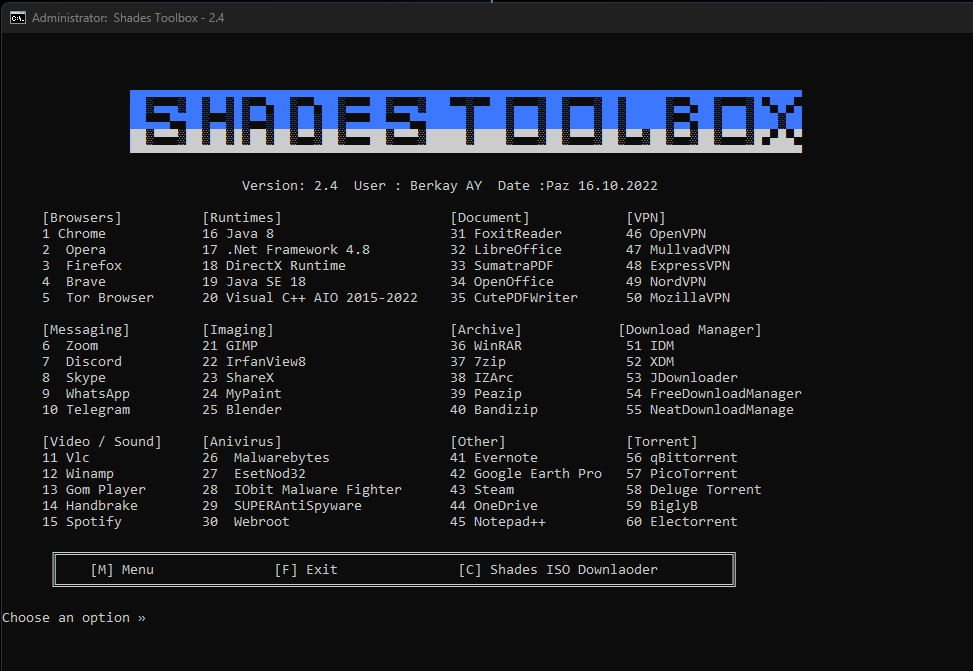 Administrator: Shades Toolbox - 2.4
SHADES TOOLBOX
Version: 2.4 User : Berkay AY Date :Paz 16.10.2022
[Browsers] [Runtimes] [Document] [VPN]
1 Chrome 16 Java 8 31 FoxitReader 46 OpenVPN
2 Opera 17 .Net Framework 4.8 32 LibreOffice 47 MullvadVPN
3 Firefox 18 DirectX Runtime 33 SumatraPDF 48 ExpressVPN
4 Brave 19 Java SE 18 34 OpenOffice 49 NordVPN
5 Tor Browser 20 Visual C++ AIO 2015-2022 35 CutePDFWriter 50 MozillaVPN
[Messaging] [Imaging] [Archive] [Download Manager]
6 Zoom 21 GIMP 36 WinRAR 51 IDM
7 Discord 22 IrfanView8 37 7zip 52 XDM
8 Skype 23 ShareX 38 IZArc 53 JDownloader
9 WhatsApp 24 MyPaint 39 Peazip 54 FreeDownloadManager
10 Telegram 25 Blender 40 Bandizip 55 NeatDownloadManage
[Video / Sound] [Anivirus] [Other] [Torrent]
11 Vlc 26 Malwarebytes 41 Evernote 56 qBittorrent
12 Winamp 27 EsetNod32 42 Google Earth Pro 57 PicoTorrent
13 Gom Player 28 IObit Malware Fighter 43 Steam 58 Deluge Torrent
14 Handbrake 29 SUPERAntiSpyware 44 OneDrive 59 BiglyB
15 Spotify 30 Webroot 45 Notepad++ 60 Electorrent
[M] Menu [F] Exit [C] Shades ISO Downlaoder
Choose an option »